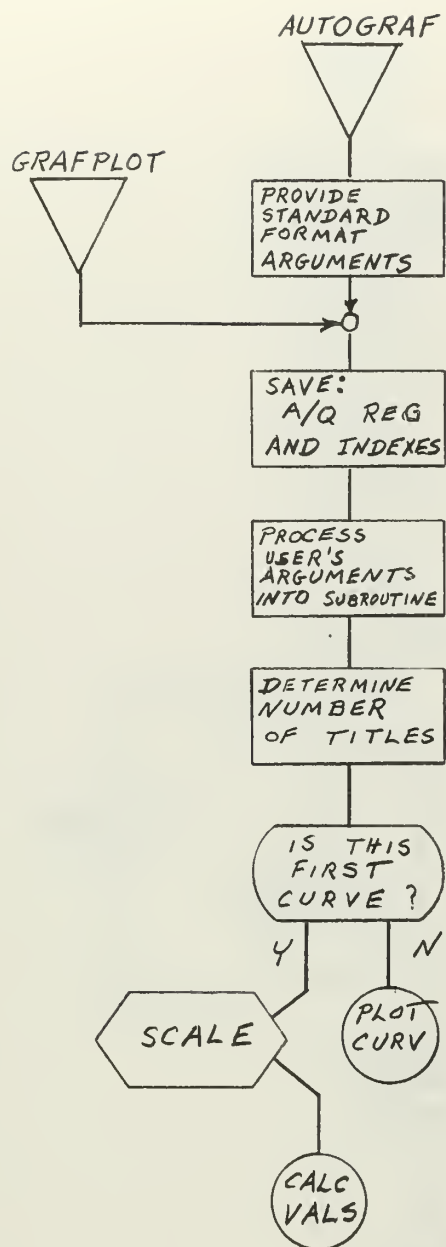 AUTOGRAF
GRAFPLOT
PROVIDE
STANDARD
FORMAT
ARGUMENTS
SAVE:
A/Q REG
AND INDEXES
PROCESS
USER'S
ARGUMENTS
INTO SUBROUTINE
DETERMINE
NUMBER
OF TITLES
IS THIS
FIRST
CURVE ?
Y N
SCALE
PLOT
CURV
CALC
VALS